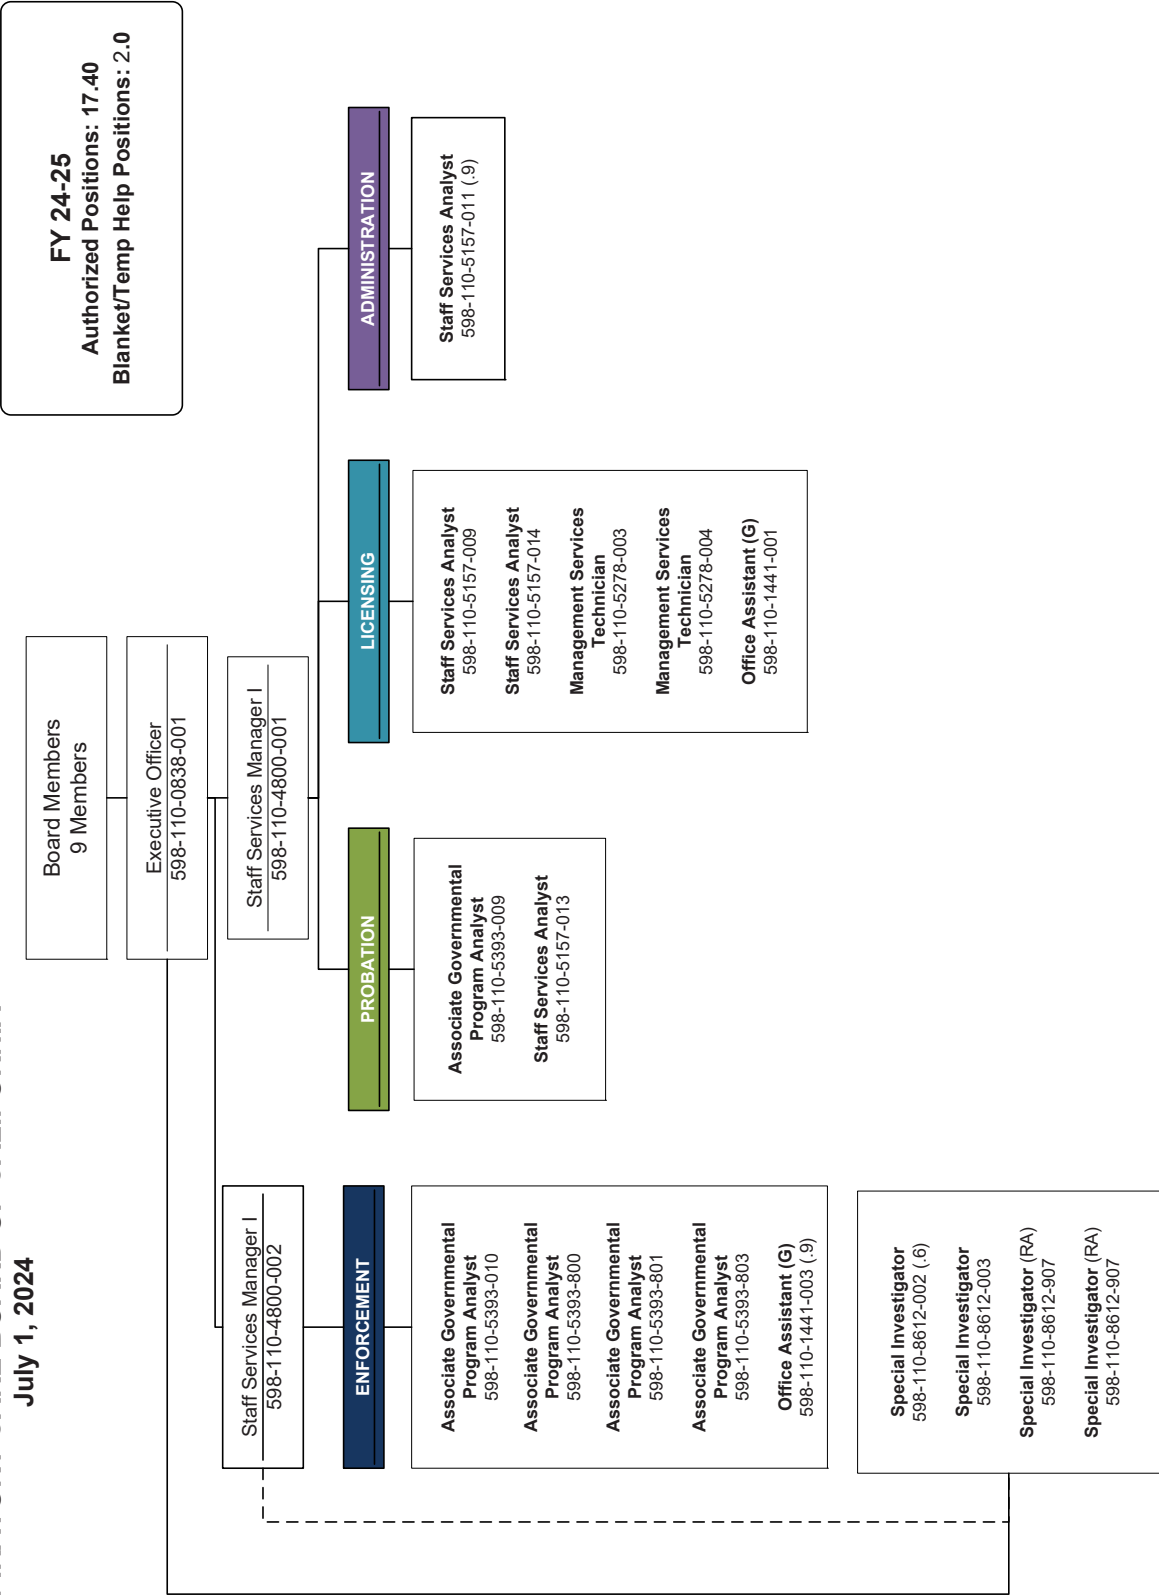 July 1, 2024
FY 24-25
Authorized Positions: 17.40
Blanket/Temp Help Positions: 2.0
Board Members
9 Members
Executive Officer
598-110-0838-001
Staff Services Manager I
598-110-4800-001
Staff Services Manager I
598-110-4800-002
ENFORCEMENT
Associate Governmental
Program Analyst
598-110-5393-010
Associate Governmental
Program Analyst
598-110-5393-800
Associate Governmental
Program Analyst
598-110-5393-801
Associate Governmental
Program Analyst
598-110-5393-803
Office Assistant (G)
598-110-1441-003 (.9)
Special Investigator
598-110-8612-002 (.6)
Special Investigator
598-110-8612-003
Special Investigator (RA)
598-110-8612-907
Special Investigator (RA)
598-110-8612-907
PROBATION
Associate Governmental
Program Analyst
598-110-5393-009
Staff Services Analyst
598-110-5157-013
LICENSING
Staff Services Analyst
598-110-5157-009
Staff Services Analyst
598-110-5157-014
Management Services
Technician
598-110-5278-003
Management Services
Technician
598-110-5278-004
Office Assistant (G)
598-110-1441-001
ADMINISTRATION
Staff Services Analyst
598-110-5157-011 (.9)